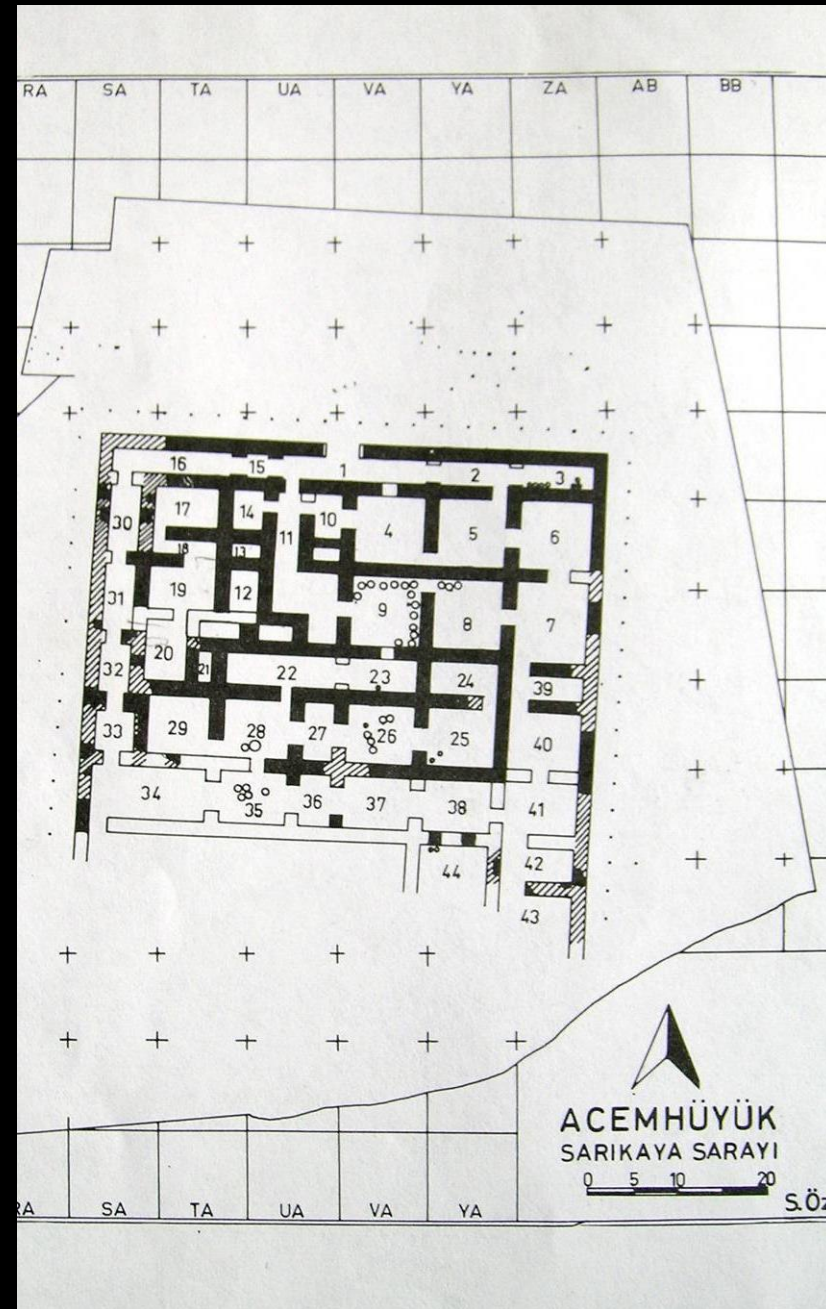 RA SA TA UA VA YA ZA AB BB
16 15 1 2 3
30 17 14 11 10 4 5 6
18 13
31 19 12 9 8 7
32 20 21 22 23 24 39
33 29 28 27 26 25 40
34 35 36 37 38 41
44 42
43
ACEMHÜYÜK
SARIKAYA SARAYI
0 5 10 20
RA SA TA UA VA YA
S.Öz